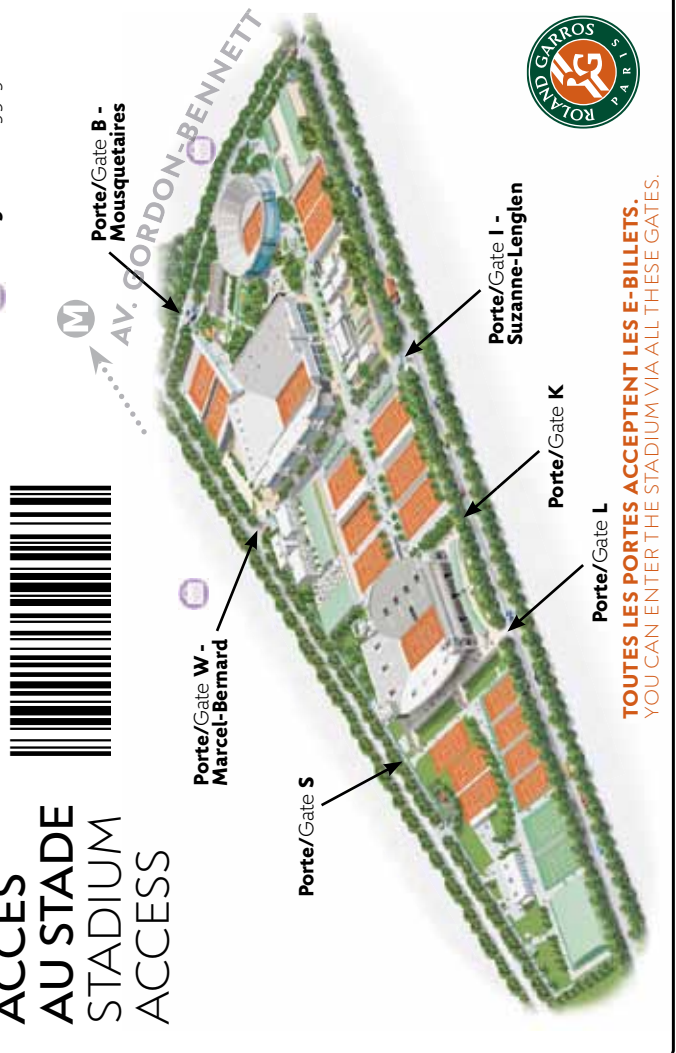 ACCÈS
AU STADE
STADIUM
ACCESS
Porte/Gate S
Porte/Gate W -
Marcel-Bernard
M
AV. GORDON-BENNETT
Porte/Gate B -
Mousquetaires
Porte/Gate I -
Suzanne-Lenglen
Porte/Gate K
Porte/Gate L
TOUTES LES PORTES ACCEPTENT LES E-BILLETS.
YOU CAN ENTER THE STADIUM VIA ALL THESE GATES.
ROLAND GARROS
RG
PARIS